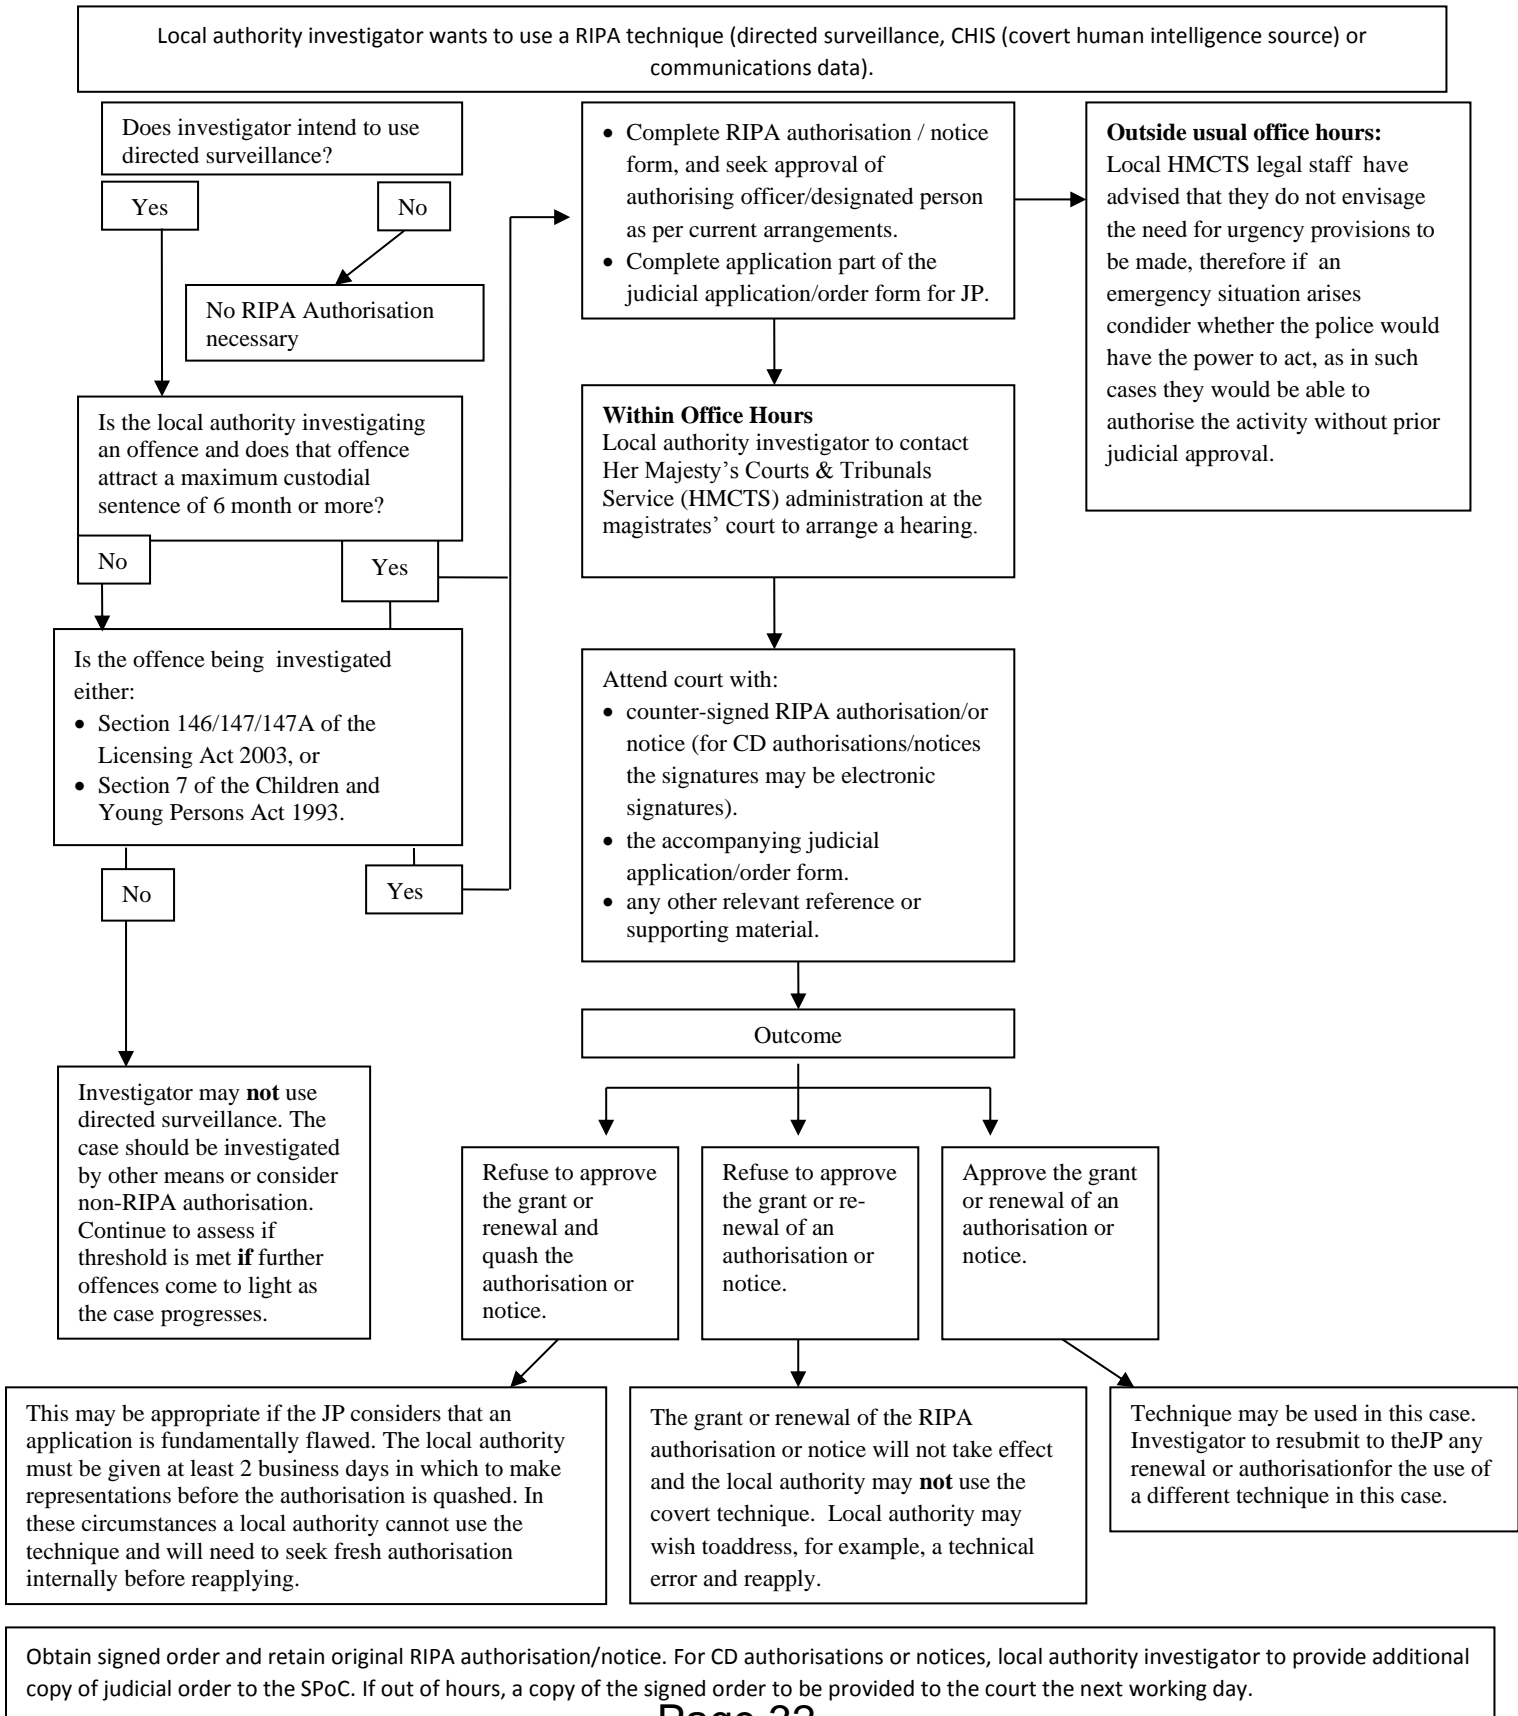 Local authority investigator wants to use a RIPA technique (directed surveillance, CHIS (covert human intelligence source) or
communications data).
Does investigator intend to use
directed surveillance?
Yes
No
No RIPA Authorisation
necessary
Is the local authority investigating
an offence and does that offence
attract a maximum custodial
sentence of 6 month or more?
No
Yes
Is the offence being investigated
either:
• Section 146/147/147A of the
Licensing Act 2003, or
• Section 7 of the Children and
Young Persons Act 1993.
No
Yes
Investigator may not use
directed surveillance. The
case should be investigated
by other means or consider
non-RIPA authorisation.
Continue to assess if
threshold is met if further
offences come to light as
the case progresses.
• Complete RIPA authorisation / notice
form, and seek approval of
authorising officer/designated person
as per current arrangements.
• Complete application part of the
judicial application/order form for JP.
Outside usual office hours:
Local HMCTS legal staff have
advised that they do not envisage
the need for urgency provisions to
be made, therefore if an
emergency situation arises
condider whether the police would
have the power to act, as in such
cases they would be able to
authorise the activity without prior
judicial approval.
Within Office Hours
Local authority investigator to contact
Her Majesty’s Courts & Tribunals
Service (HMCTS) administration at the
magistrates’ court to arrange a hearing.
Attend court with:
• counter-signed RIPA authorisation/or
notice (for CD authorisations/notices
the signatures may be electronic
signatures).
• the accompanying judicial
application/order form.
• any other relevant reference or
supporting material.
Outcome
Refuse to approve
the grant or
renewal and
quash the
authorisation or
notice.
Refuse to approve
the grant or re-
newal of an
authorisation or
notice.
Approve the grant
or renewal of an
authorisation or
notice.
This may be appropriate if the JP considers that an
application is fundamentally flawed. The local authority
must be given at least 2 business days in which to make
representations before the authorisation is quashed. In
these circumstances a local authority cannot use the
technique and will need to seek fresh authorisation
internally before reapplying.
The grant or renewal of the RIPA
authorisation or notice will not take effect
and the local authority may not use the
covert technique. Local authority may
wish toaddress, for example, a technical
error and reapply.
Technique may be used in this case.
Investigator to resubmit to theJP any
renewal or authorisationfor the use of
a different technique in this case.
Obtain signed order and retain original RIPA authorisation/notice. For CD authorisations or notices, local authority investigator to provide additional
copy of judicial order to the SPoC. If out of hours, a copy of the signed order to be provided to the court the next working day.